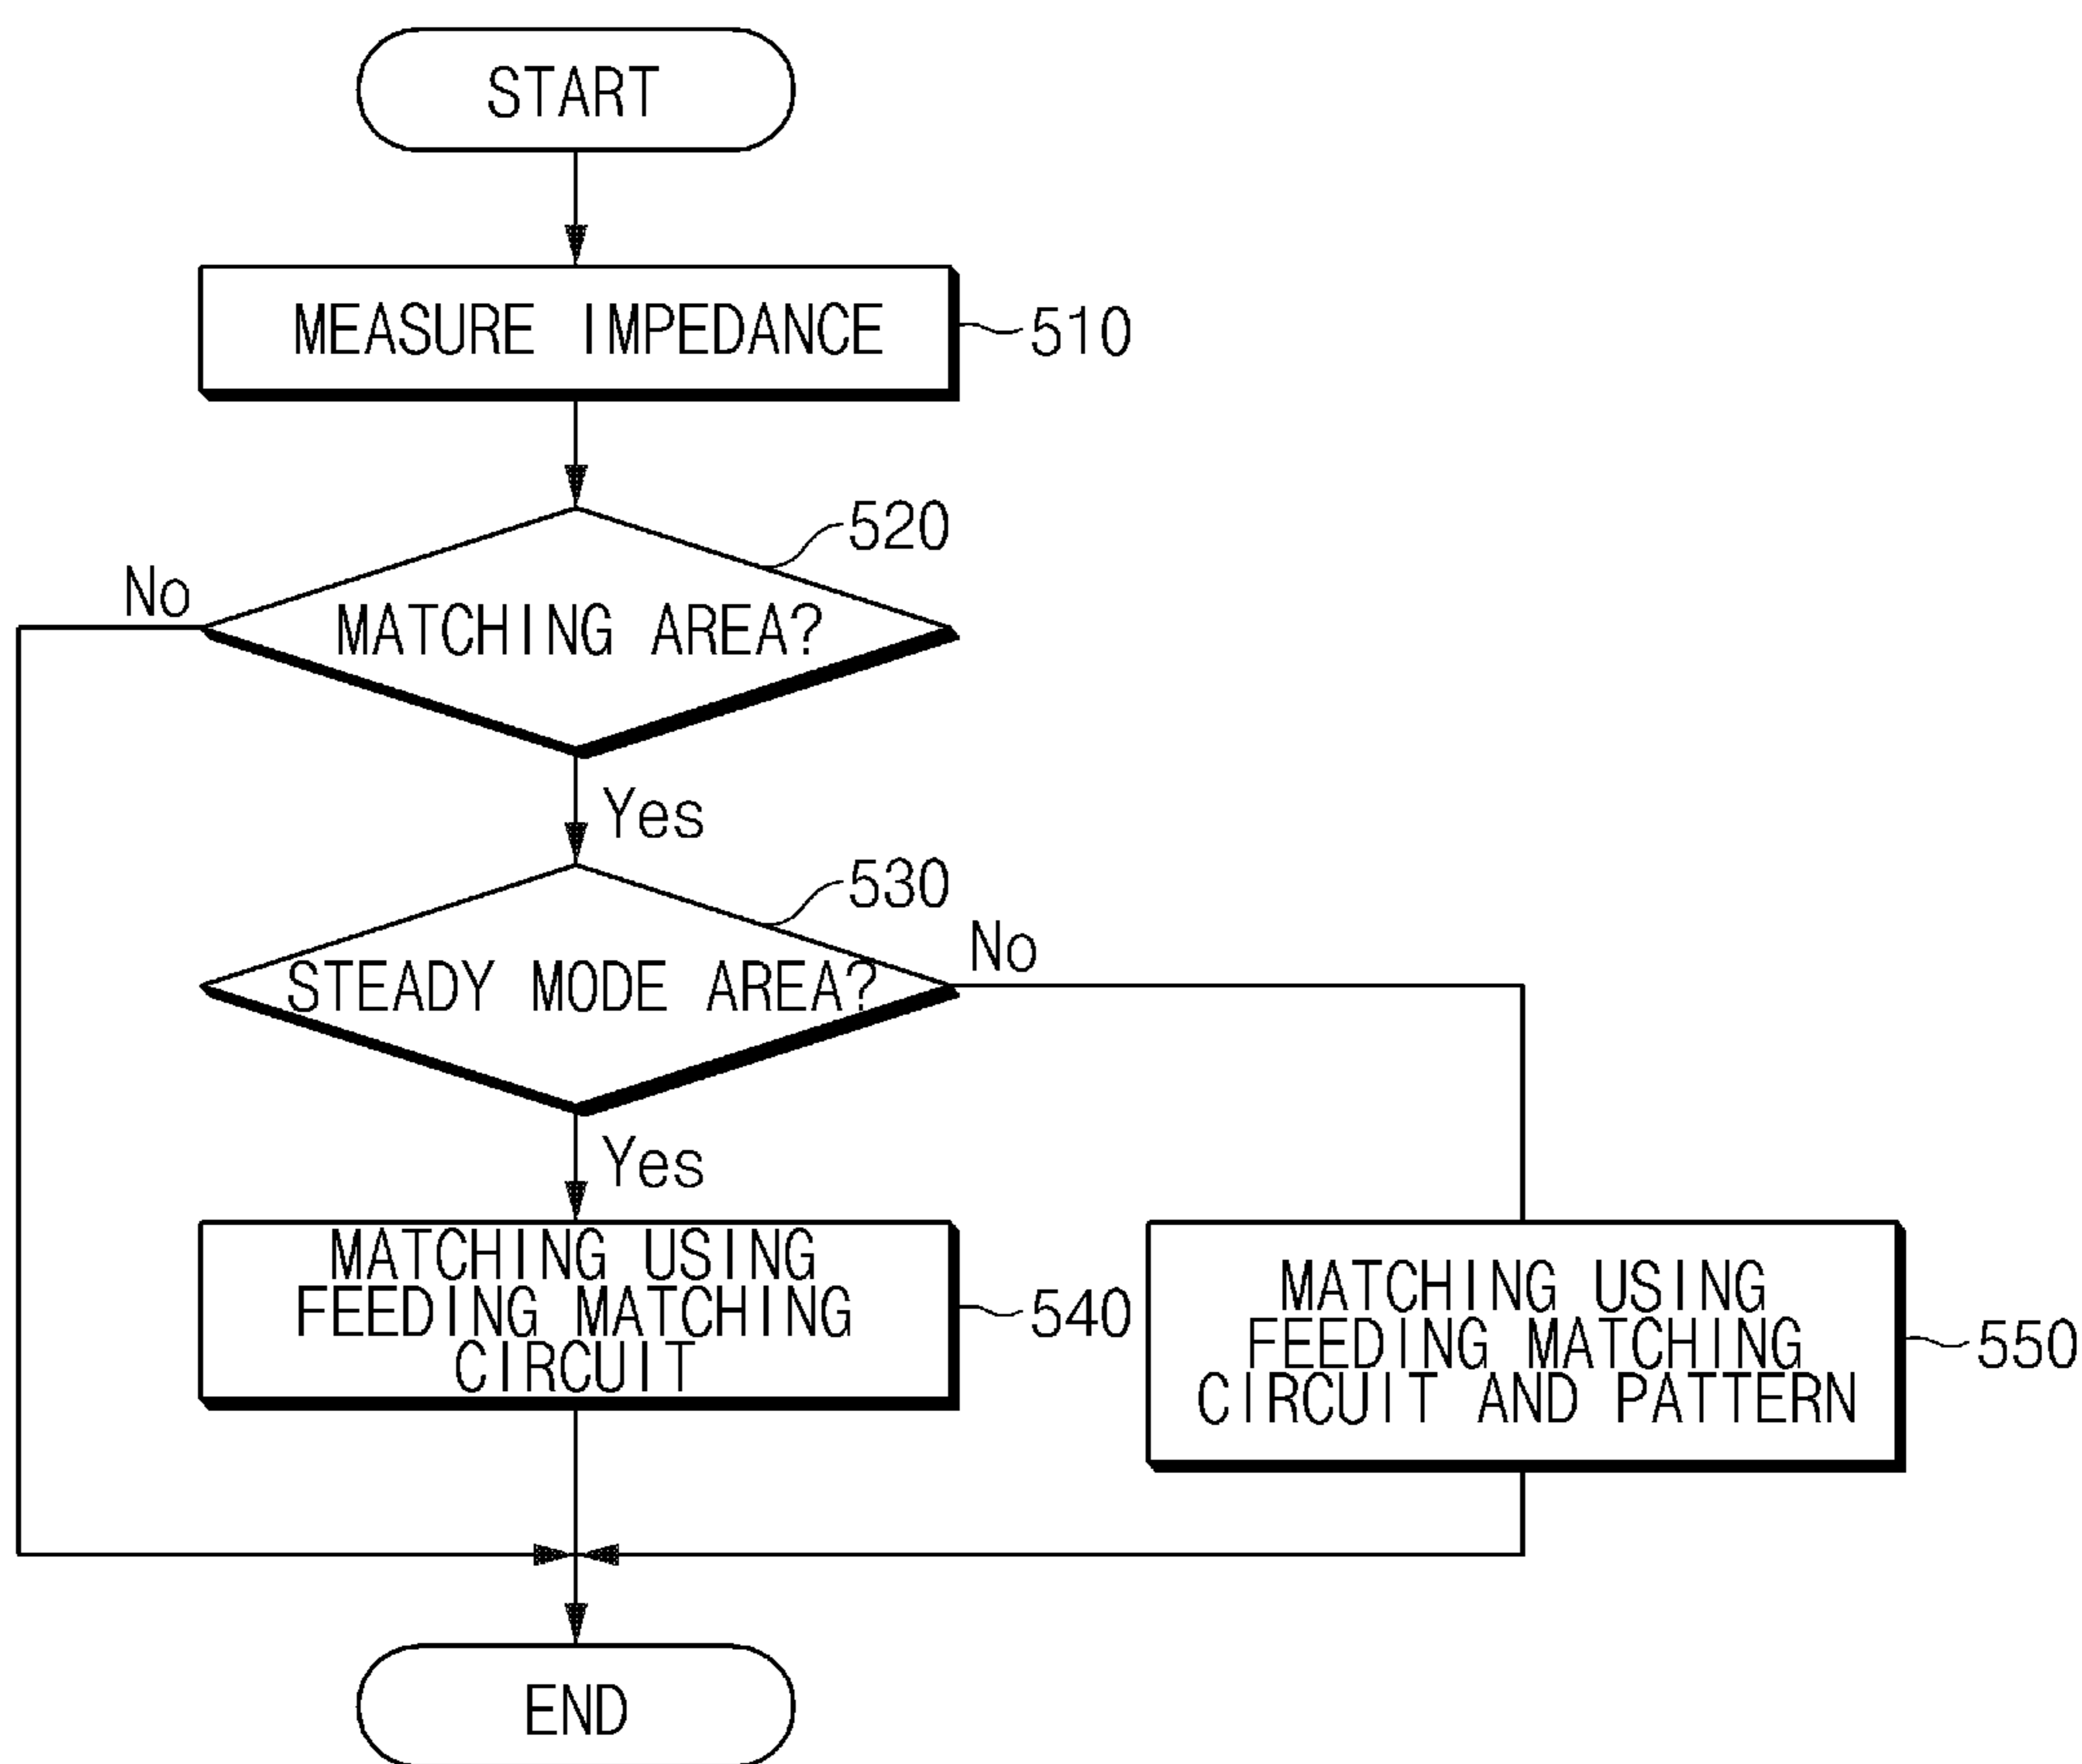 START
MEASURE IMPEDANCE
510
520
No
MATCHING AREA?
Yes
530
No
STEADY MODE AREA?
Yes
MATCHING USING
FEEDING MATCHING
CIRCUIT
540
MATCHING USING
FEEDING MATCHING
CIRCUIT AND PATTERN
550
END